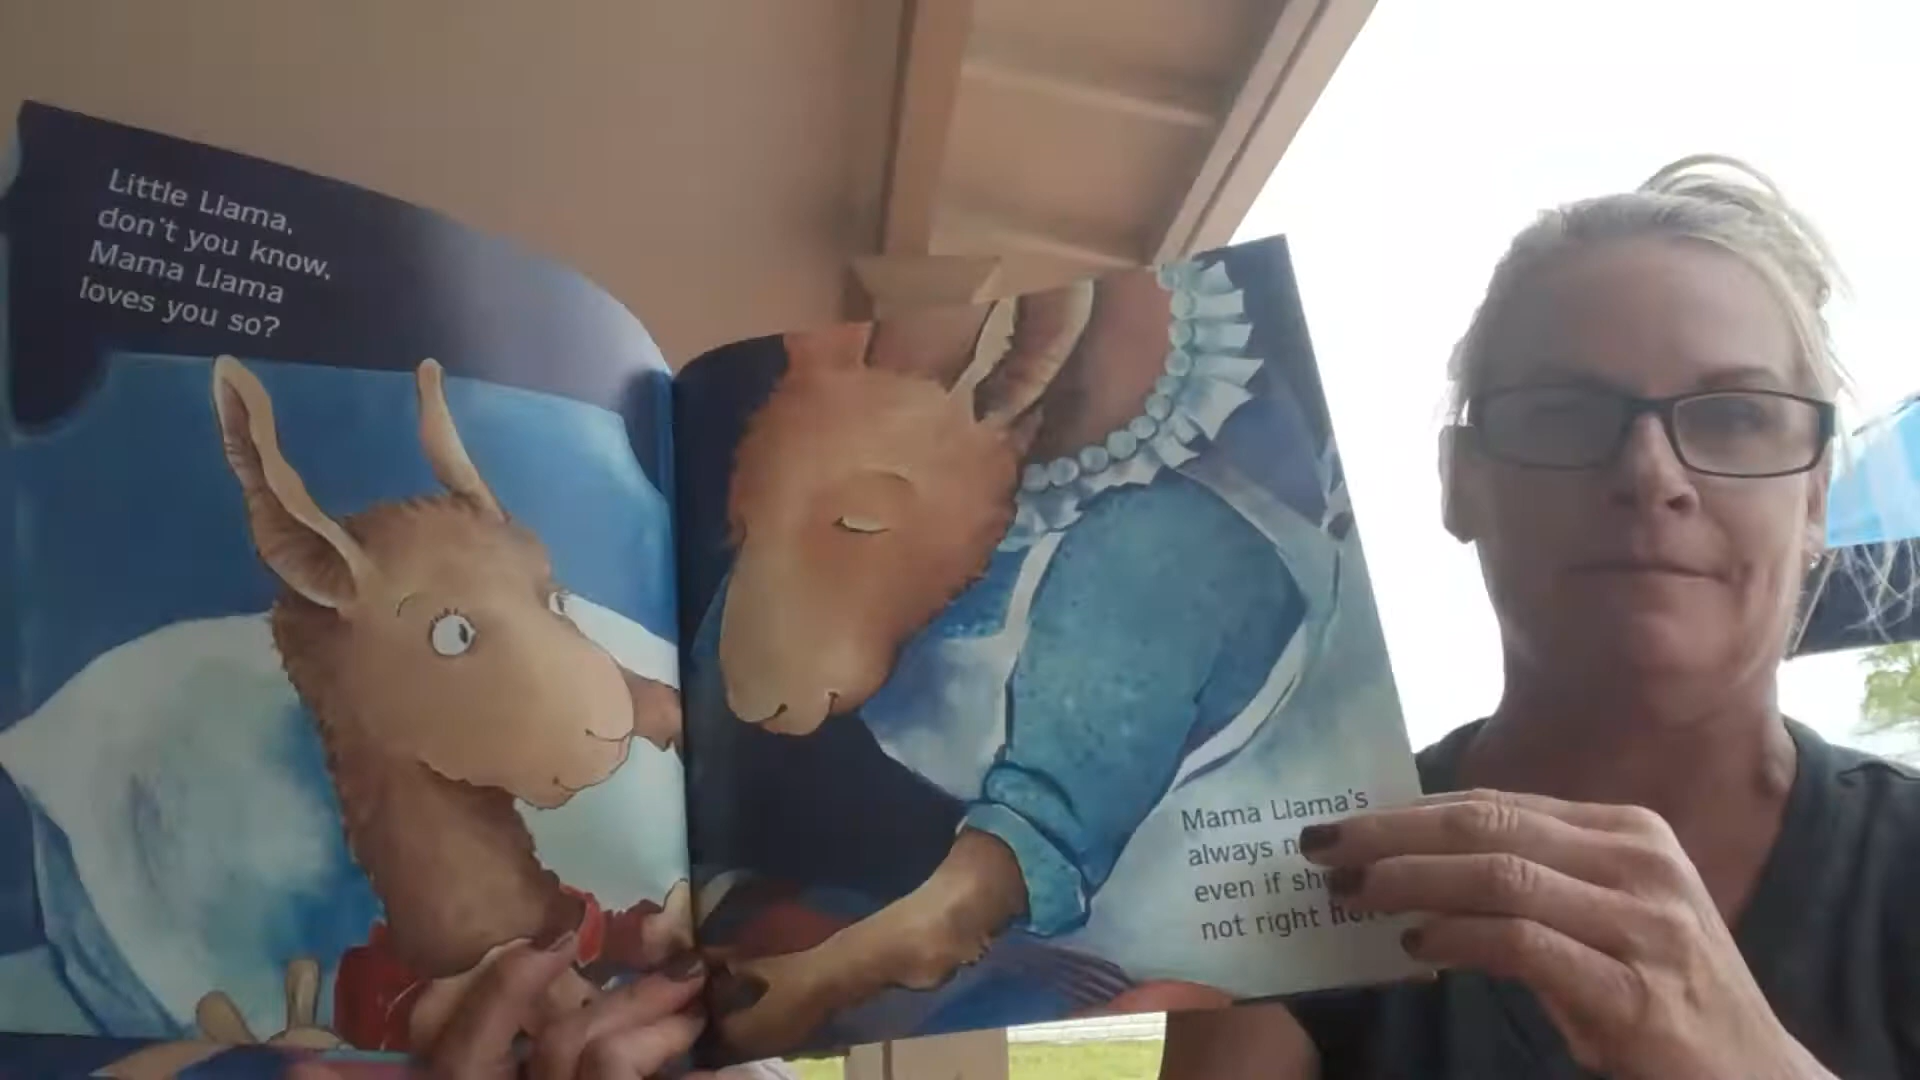 Little Llama,
don't you know,
Mama Llama
loves you so?
Mama Llama's
always
even if
not right